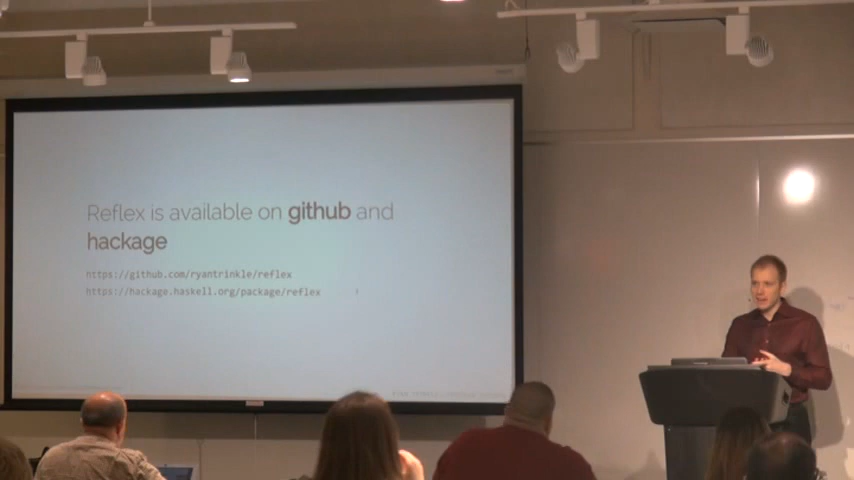 Reflex is available on github and
hackage
https://github.com/ryantrinkle/reflex
https://hackage.haskell.org/package/reflex